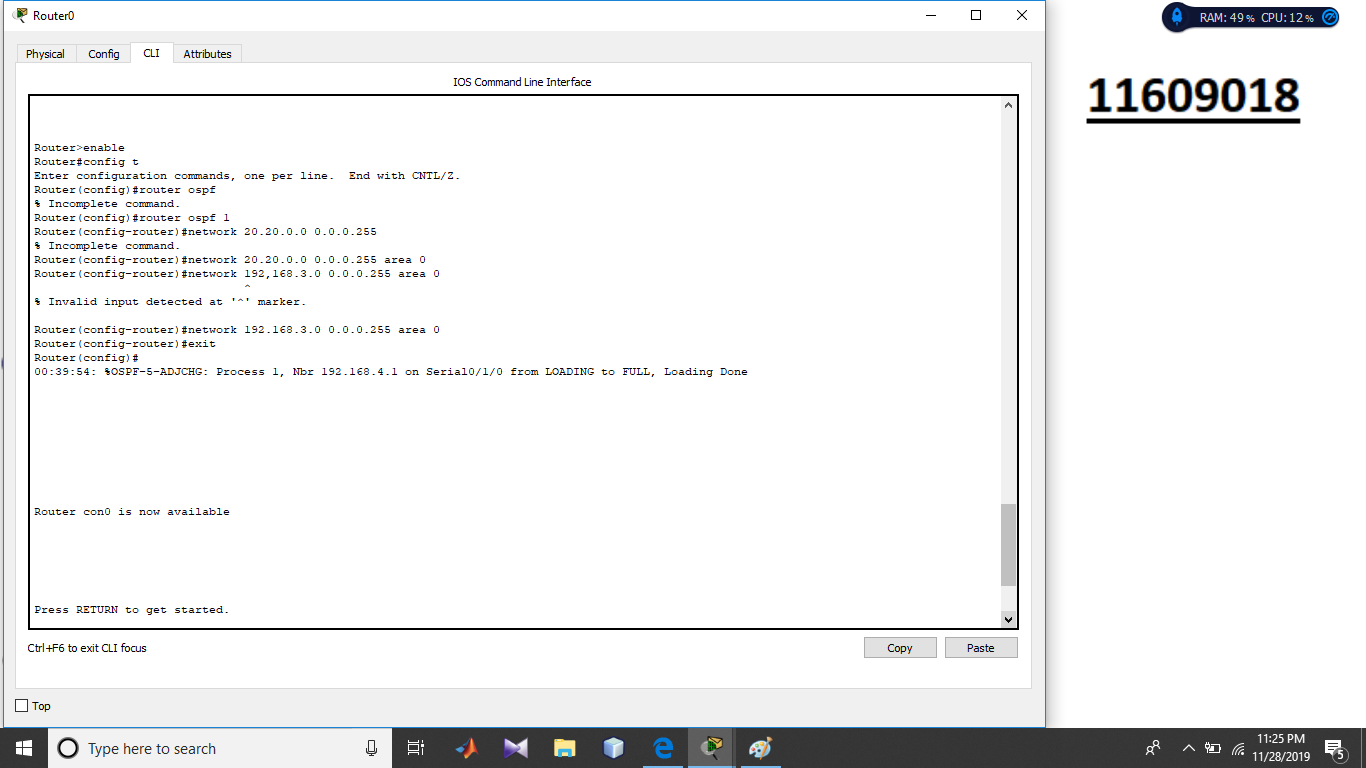 Router0
RAM: 49 % CPU: 12 %
Physical Config CLI Attributes
11609018
IOS Command Line Interface
Router>enable
Router#config t
Enter configuration commands, one per line.  End with CNTL/Z.
Router(config)#router ospf
% Incomplete command.
Router(config)#router ospf 1
Router(config-router)#network 20.20.0.0 0.0.0.255
% Incomplete command.
Router(config-router)#network 20.20.0.0 0.0.0.255 area 0
Router(config-router)#network 192,168.3.0 0.0.0.255 area 0
^
% Invalid input detected at '^' marker.
Router(config-router)#network 192.168.3.0 0.0.0.255 area 0
Router(config-router)#exit
Router(config)#
00:39:54: %OSPF-5-ADJCHG: Process 1, Nbr 192.168.4.1 on Serial0/1/0 from LOADING to FULL, Loading Done
Router con0 is now available
Press RETURN to get started.
Ctrl+F6 to exit CLI focus
Copy Paste
Top
Type here to search
11:25 PM
11/28/2019
5